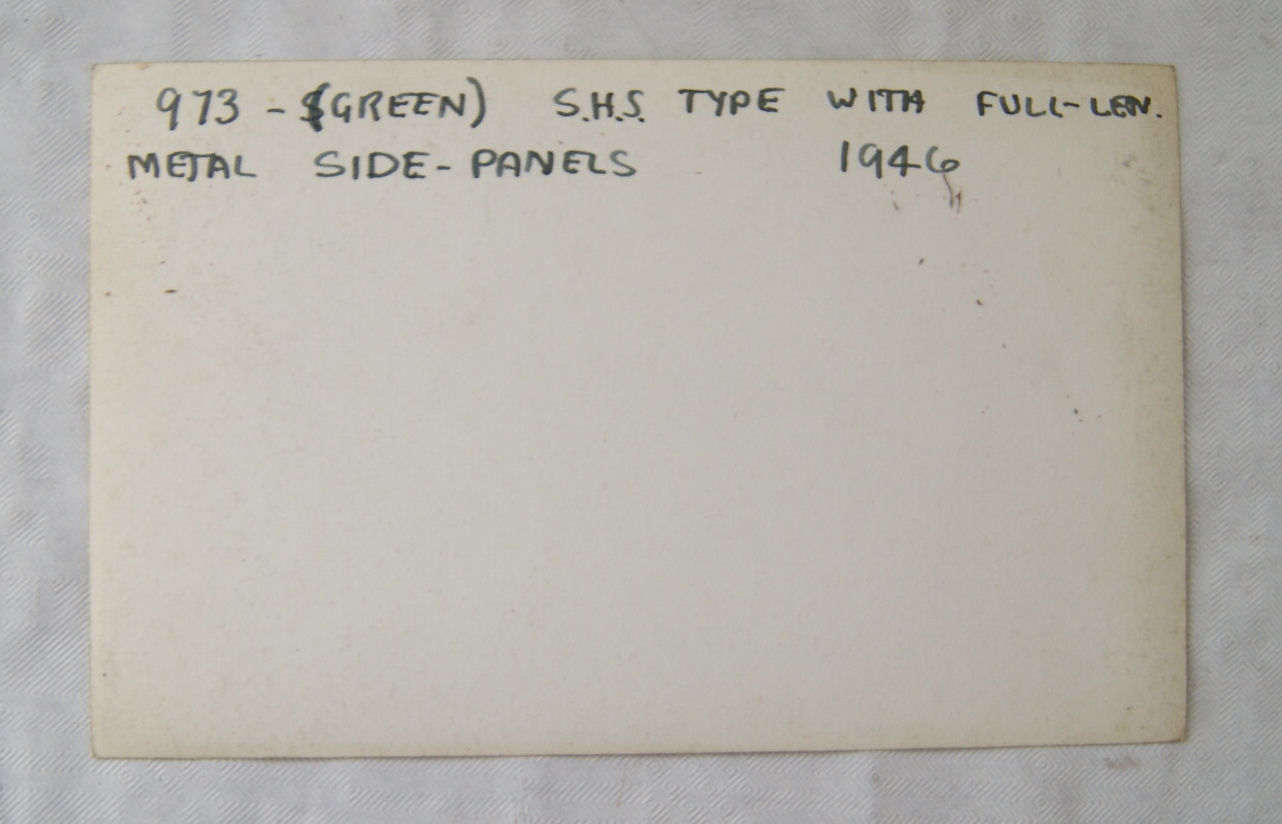 973 - (GREEN) S.H.S. TYPE WITH FULL-LEN.
METAL SIDE-PANELS 1946